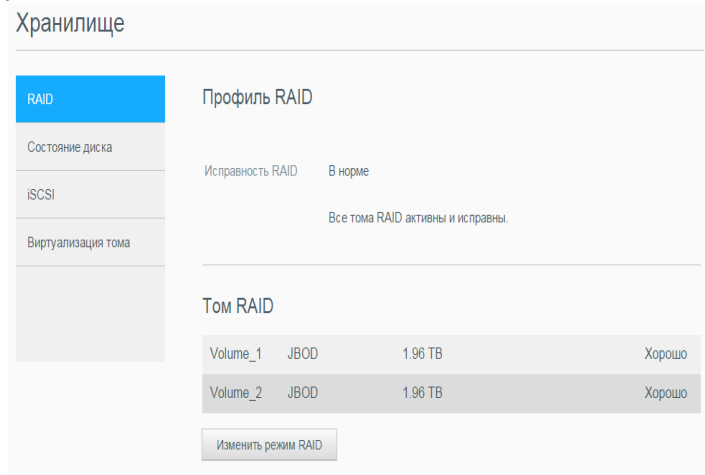 Хранилище
RAID
Состояние диска
iSCSI
Виртуализация тома
Профиль RAID
Исправность RAID В норме
Все тома RAID активны и исправны.
Том RAID
Volume_1 JBOD 1.96 TB Хорошо
Volume_2 JBOD 1.96 TB Хорошо
Изменить режим RAID